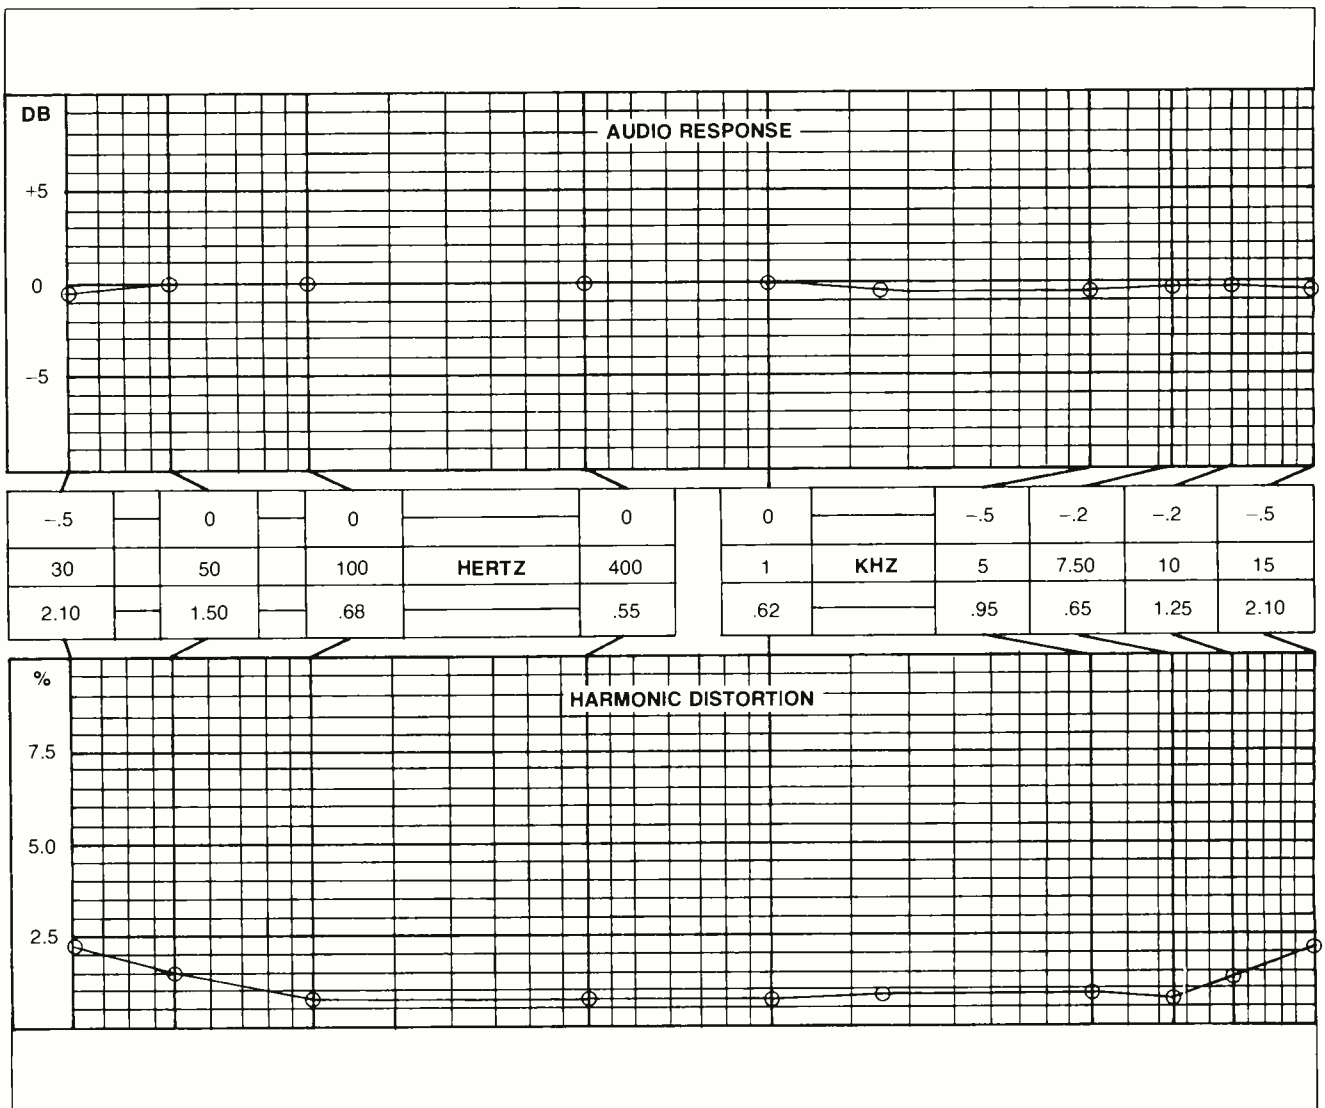 DB
AUDIO RESPONSE
+5
0
−5
−.5 0 0 0 0 −.5 −.2 −.2 −.5
30 50 100 HERTZ 400 1 KHZ 5 7.50 10 15
2.10 1.50 .68 .55 .62 .95 .65 1.25 2.10
%
HARMONIC DISTORTION
7.5
5.0
2.5